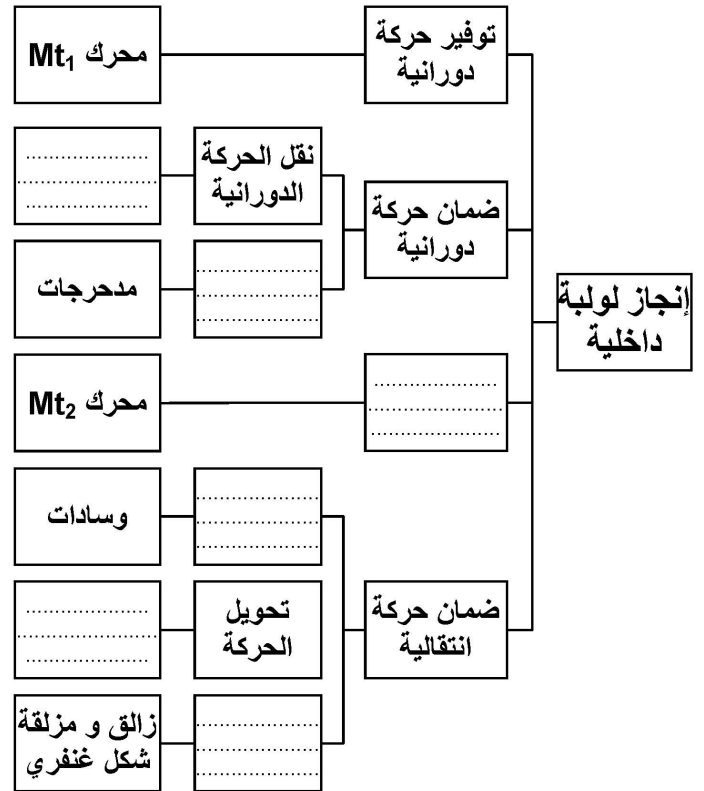 توفير حركة
دورانية
محرك Mt₁
نقل الحركة
الدورانية
..................
ضمان حركة
دورانية
..................
مدحرجات
إنجاز لولبة
داخلية
..................
محرك Mt₂
..................
وسادات
ضمان حركة
انتقالية
تحويل
الحركة
..................
..................
زالق و مزلقة
شكل غنفري